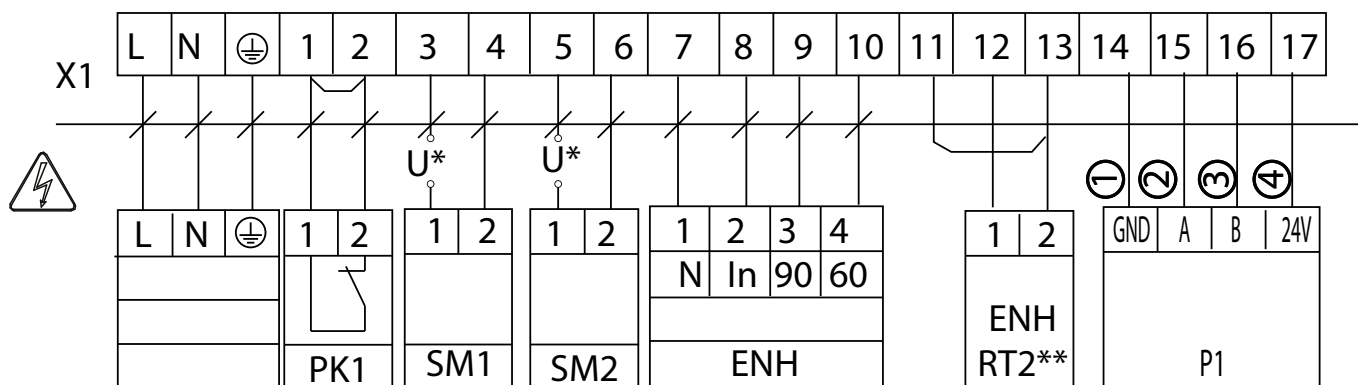 L N 1 2 3 4 5 6 7 8 9 10 11 12 13 14 15 16 17
X1
U* U*
1 2 3 4
L N 1 2 1 2 1 2 1 2 3 4 1 2 GND A B 24V
N In 90 60
ENH
PK1 SM1 SM2 ENH RT2** P1